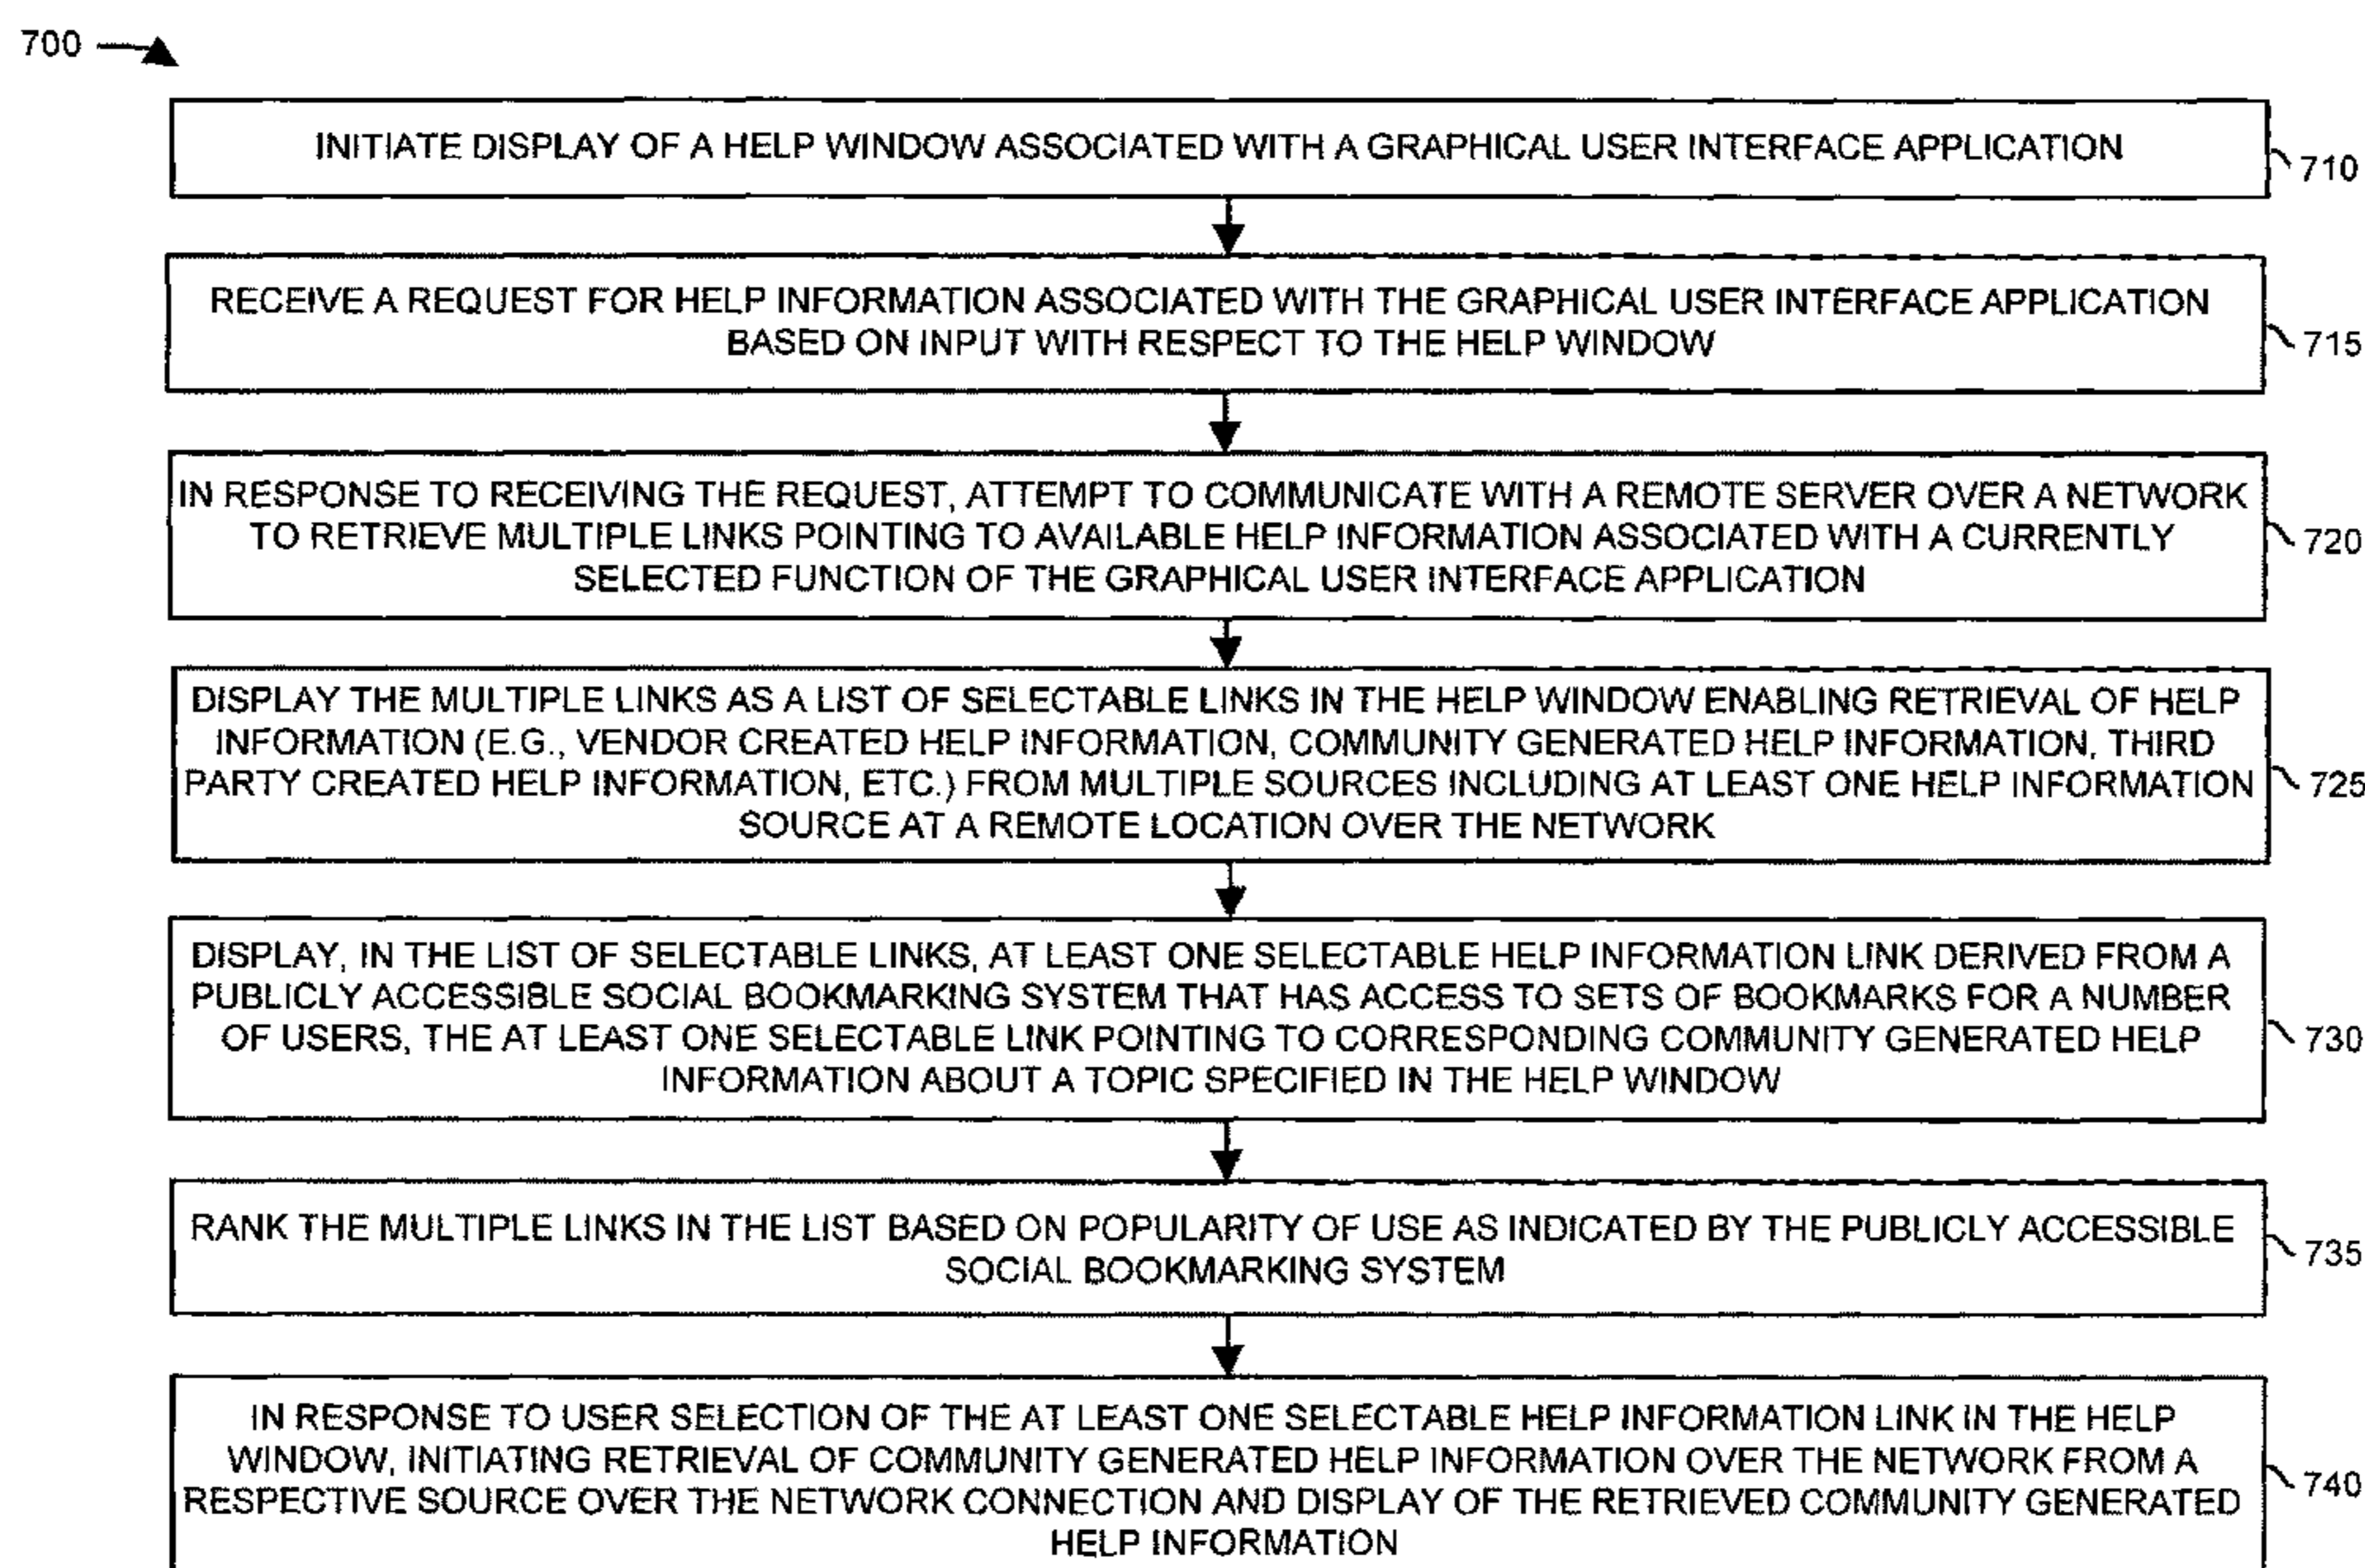 700
INITIATE DISPLAY OF A HELP WINDOW ASSOCIATED WITH A GRAPHICAL USER INTERFACE APPLICATION
710
RECEIVE A REQUEST FOR HELP INFORMATION ASSOCIATED WITH THE GRAPHICAL USER INTERFACE APPLICATION
BASED ON INPUT WITH RESPECT TO THE HELP WINDOW
715
IN RESPONSE TO RECEIVING THE REQUEST, ATTEMPT TO COMMUNICATE WITH A REMOTE SERVER OVER A NETWORK
TO RETRIEVE MULTIPLE LINKS POINTING TO AVAILABLE HELP INFORMATION ASSOCIATED WITH A CURRENTLY
SELECTED FUNCTION OF THE GRAPHICAL USER INTERFACE APPLICATION
720
DISPLAY THE MULTIPLE LINKS AS A LIST OF SELECTABLE LINKS IN THE HELP WINDOW ENABLING RETRIEVAL OF HELP
INFORMATION (E.G., VENDOR CREATED HELP INFORMATION, COMMUNITY GENERATED HELP INFORMATION, THIRD
PARTY CREATED HELP INFORMATION, ETC.) FROM MULTIPLE SOURCES INCLUDING AT LEAST ONE HELP INFORMATION
SOURCE AT A REMOTE LOCATION OVER THE NETWORK
725
DISPLAY, IN THE LIST OF SELECTABLE LINKS, AT LEAST ONE SELECTABLE HELP INFORMATION LINK DERIVED FROM A
PUBLICLY ACCESSIBLE SOCIAL BOOKMARKING SYSTEM THAT HAS ACCESS TO SETS OF BOOKMARKS FOR A NUMBER
OF USERS, THE AT LEAST ONE SELECTABLE LINK POINTING TO CORRESPONDING COMMUNITY GENERATED HELP
INFORMATION ABOUT A TOPIC SPECIFIED IN THE HELP WINDOW
730
RANK THE MULTIPLE LINKS IN THE LIST BASED ON POPULARITY OF USE AS INDICATED BY THE PUBLICLY ACCESSIBLE
SOCIAL BOOKMARKING SYSTEM
735
IN RESPONSE TO USER SELECTION OF THE AT LEAST ONE SELECTABLE HELP INFORMATION LINK IN THE HELP
WINDOW, INITIATING RETRIEVAL OF COMMUNITY GENERATED HELP INFORMATION OVER THE NETWORK FROM A
RESPECTIVE SOURCE OVER THE NETWORK CONNECTION AND DISPLAY OF THE RETRIEVED COMMUNITY GENERATED
HELP INFORMATION
740